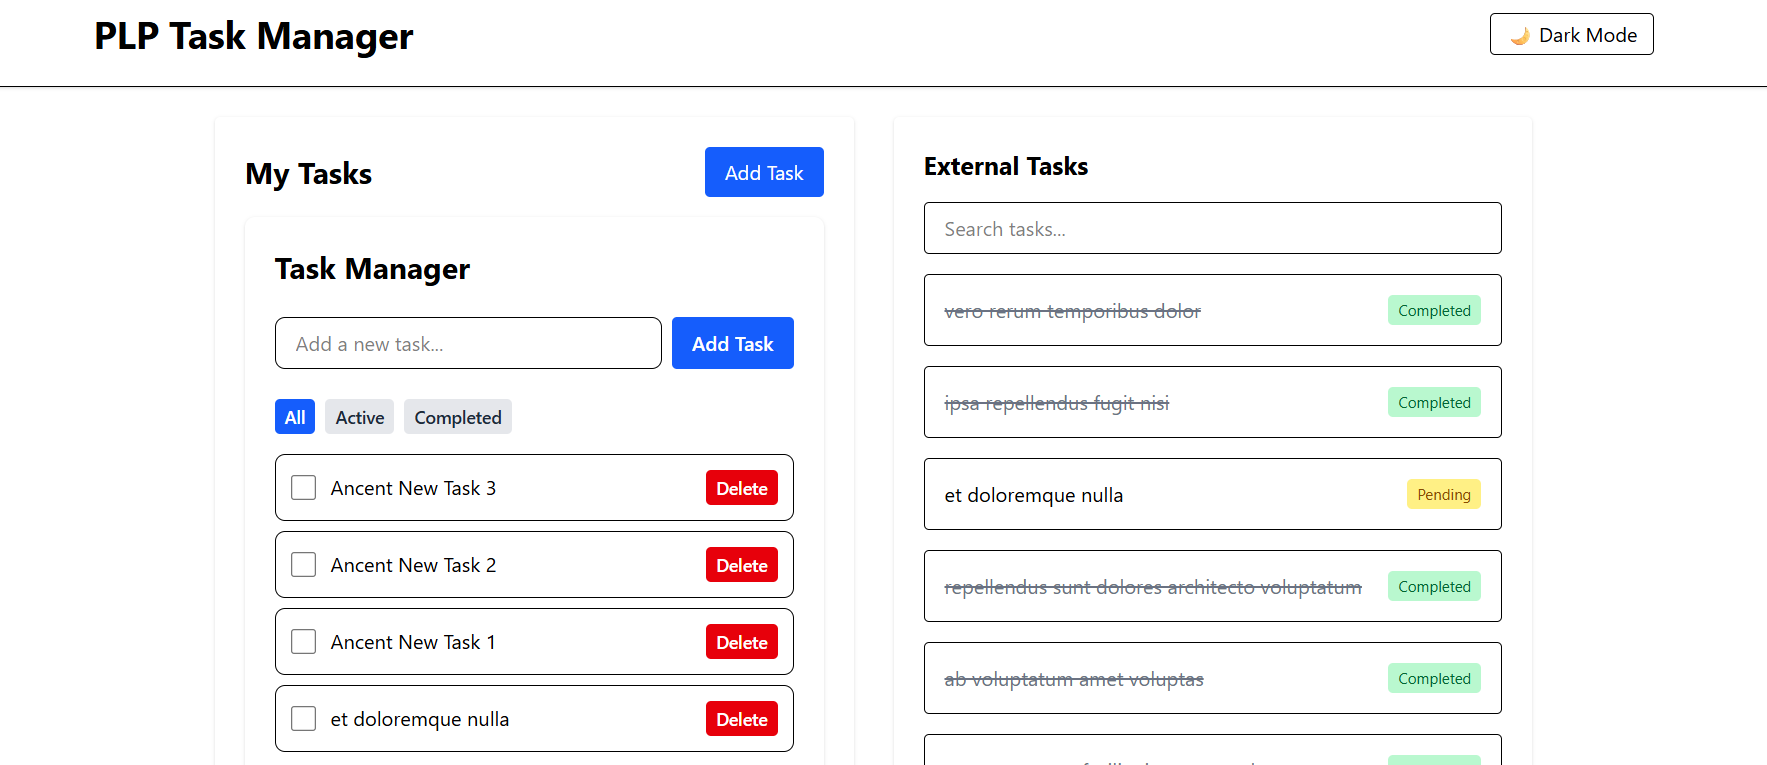 PLP Task Manager
🌙 Dark Mode
My Tasks
Add Task
Task Manager
Add a new task...
Add Task
All
Active
Completed
Ancent New Task 3
Delete
Ancent New Task 2
Delete
Ancent New Task 1
Delete
et doloremque nulla
Delete
External Tasks
Search tasks...
vero rerum temporibus dolor
Completed
ipsa repellendus fugit nisi
Completed
et doloremque nulla
Pending
repellendus sunt dolores architecto voluptatum
Completed
ab voluptatum amet voluptas
Completed